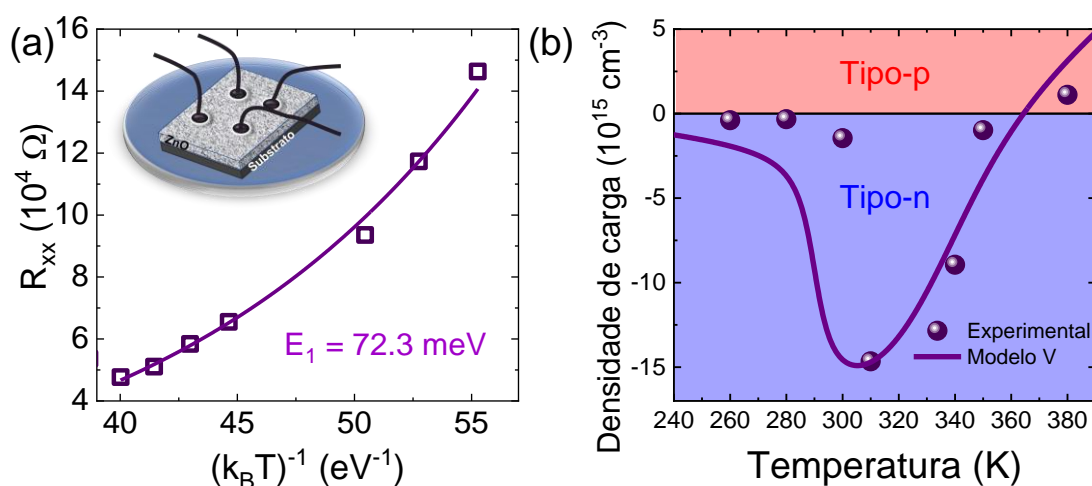 (a)
16
14
12
10
8
6
4
R_xx (10^4 Ω)
ZnO
Substrato
E_1 = 72.3 meV
40
45
50
55
(k_BT)^-1 (eV^-1)
(b)
5
0
-5
-10
-15
Densidade de carga (10^15 cm^-3)
Tipo-p
Tipo-n
Experimental
Modelo V
240 260 280 300 320 340 360 380
Temperatura (K)